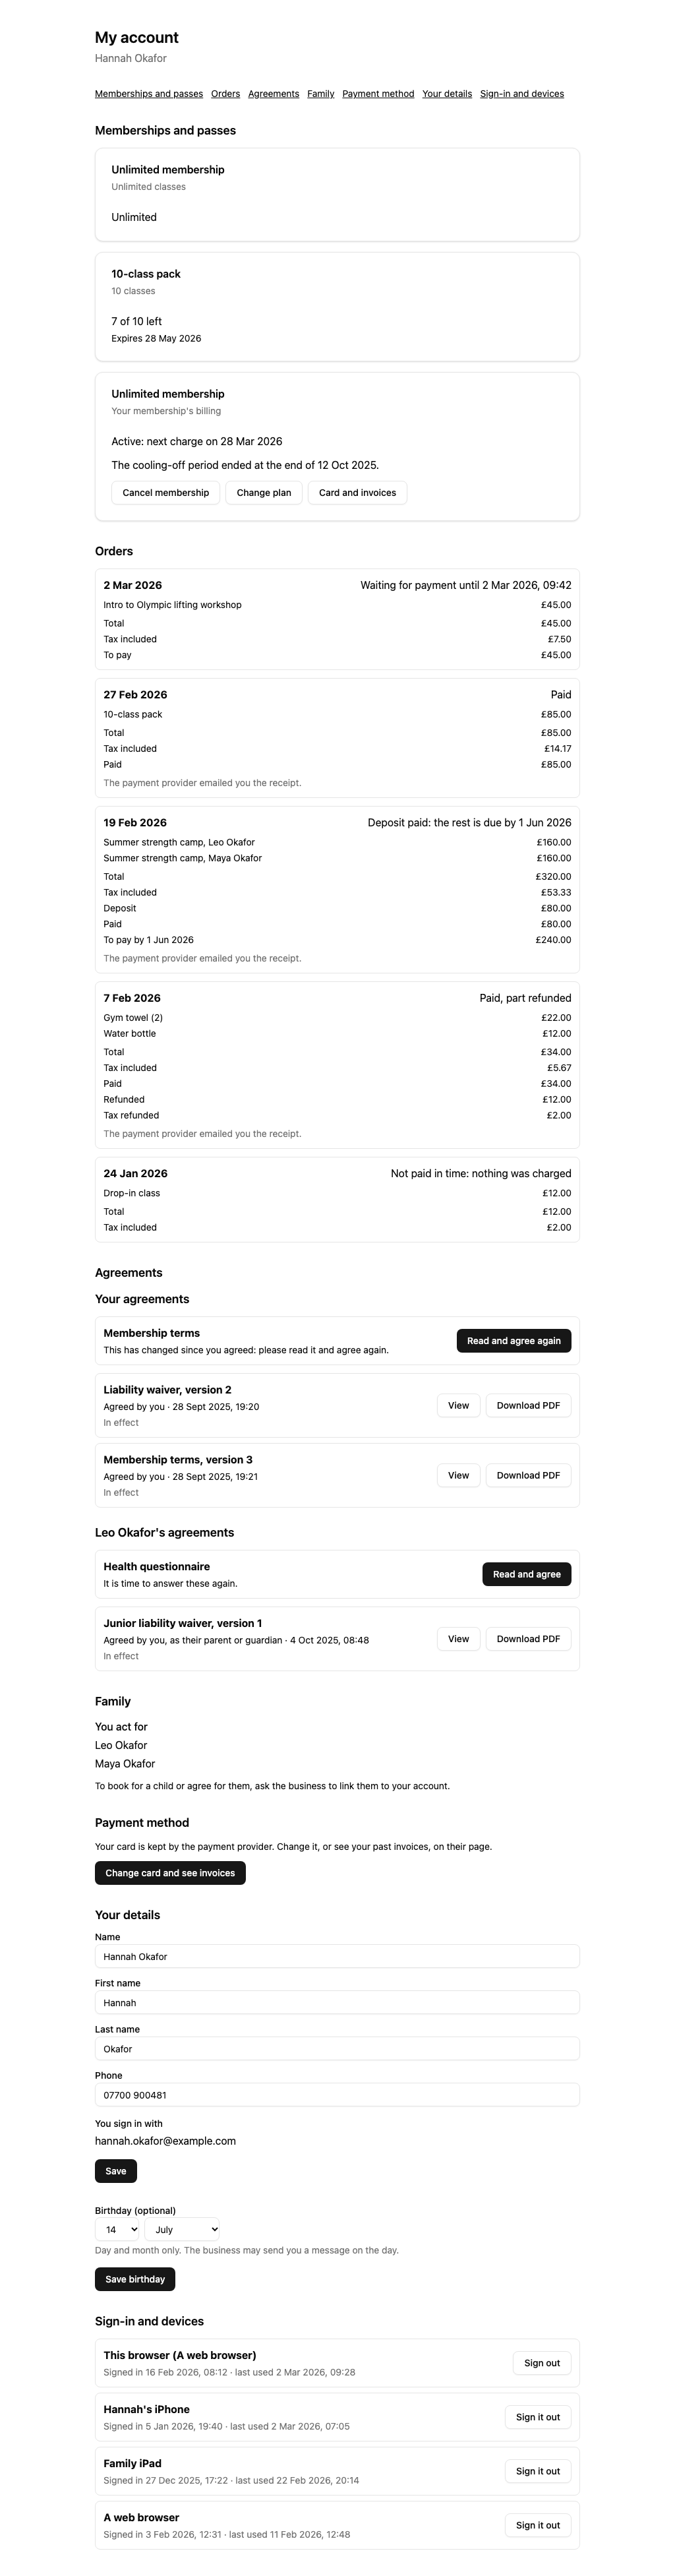 My account
Hannah Okafor
Memberships and passes Orders Agreements Family Payment method Your details Sign-in and devices
Memberships and passes
Unlimited membership
Unlimited classes
Unlimited
10-class pack
10 classes
7 of 10 left
Expires 28 May 2026
Unlimited membership
Your membership's billing
Active: next charge on 28 Mar 2026
The cooling-off period ended at the end of 12 Oct 2025.
Cancel membership Change plan Card and invoices
Orders
2 Mar 2026 Waiting for payment until 2 Mar 2026, 09:42
Intro to Olympic lifting workshop £45.00
Total £45.00
Tax included £7.50
To pay £45.00
27 Feb 2026 Paid
10-class pack £85.00
Total £85.00
Tax included £14.17
Paid £85.00
The payment provider emailed you the receipt.
19 Feb 2026 Deposit paid: the rest is due by 1 Jun 2026
Summer strength camp, Leo Okafor £160.00
Summer strength camp, Maya Okafor £160.00
Total £320.00
Tax included £53.33
Deposit £80.00
Paid £80.00
To pay by 1 Jun 2026 £240.00
The payment provider emailed you the receipt.
7 Feb 2026 Paid, part refunded
Gym towel (2) £22.00
Water bottle £12.00
Total £34.00
Tax included £5.67
Paid £34.00
Refunded £12.00
Tax refunded £2.00
The payment provider emailed you the receipt.
24 Jan 2026 Not paid in time: nothing was charged
Drop-in class £12.00
Total £12.00
Tax included £2.00
Agreements
Your agreements
Membership terms
This has changed since you agreed: please read it and agree again.
Read and agree again
Liability waiver, version 2
Agreed by you · 28 Sept 2025, 19:20
In effect
View Download PDF
Membership terms, version 3
Agreed by you · 28 Sept 2025, 19:21
In effect
View Download PDF
Leo Okafor's agreements
Health questionnaire
It is time to answer these again.
Read and agree
Junior liability waiver, version 1
Agreed by you, as their parent or guardian · 4 Oct 2025, 08:48
In effect
View Download PDF
Family
You act for
Leo Okafor
Maya Okafor
To book for a child or agree for them, ask the business to link them to your account.
Payment method
Your card is kept by the payment provider. Change it, or see your past invoices, on their page.
Change card and see invoices
Your details
Name
Hannah Okafor
First name
Hannah
Last name
Okafor
Phone
07700 900481
You sign in with
hannah.okafor@example.com
Save
Birthday (optional)
14 July
Day and month only. The business may send you a message on the day.
Save birthday
Sign-in and devices
This browser (A web browser)
Signed in 16 Feb 2026, 08:12 · last used 2 Mar 2026, 09:28
Sign out
Hannah's iPhone
Signed in 5 Jan 2026, 19:40 · last used 2 Mar 2026, 07:05
Sign it out
Family iPad
Signed in 27 Dec 2025, 17:22 · last used 22 Feb 2026, 20:14
Sign it out
A web browser
Signed in 3 Feb 2026, 12:31 · last used 11 Feb 2026, 12:48
Sign it out